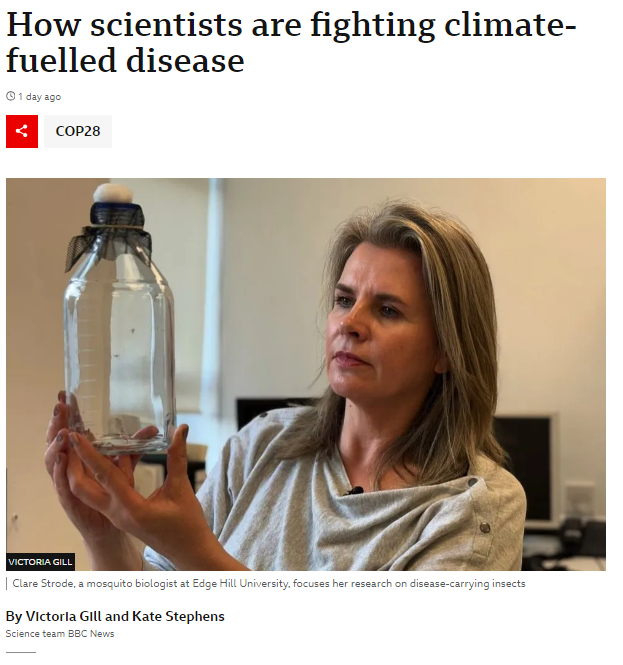 How scientists are fighting climate-
fuelled disease
1 day ago
COP28
VICTORIA GILL
Clare Strode, a mosquito biologist at Edge Hill University, focuses her research on disease-carrying insects
By Victoria Gill and Kate Stephens
Science team BBC News